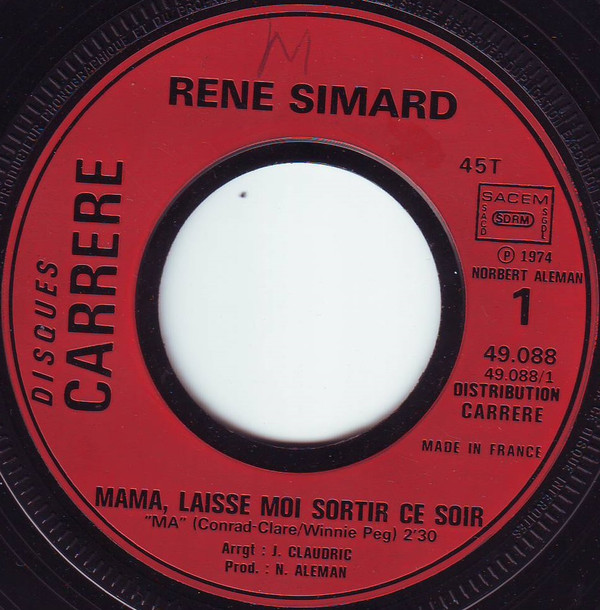 M
RENE SIMARD
DISQUES
CARRERE
45T
SACEM
SACD
SDRM
SGDL
Ⓟ 1974
NORBERT ALEMAN
1
49.088
49.088/1
DISTRIBUTION
CARRERE
MADE IN FRANCE
MAMA, LAISSE MOI SORTIR CE SOIR
"MA" (Conrad-Clare/Winnie Peg) 2'30
Arrgt : J. CLAUDRIC
Prod. : N. ALEMAN